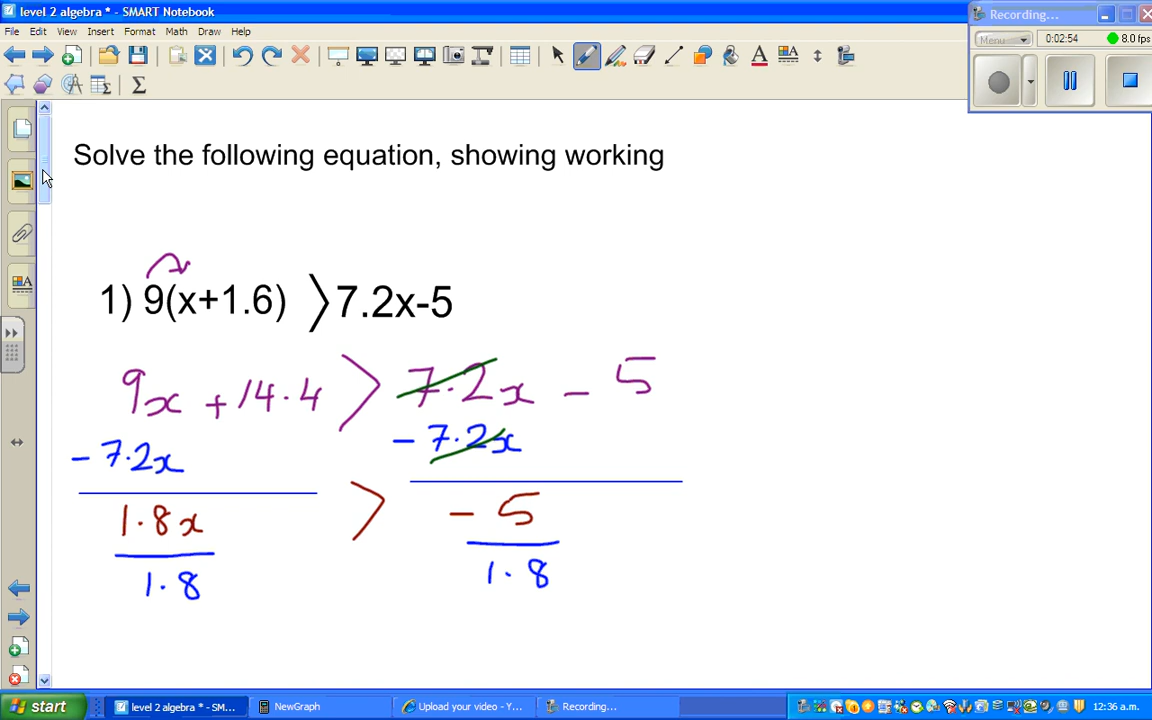 level 2 algebra * - SMART Notebook
Recording...
File Edit View Insert Format Math Draw Help
Menu
0:02:54
8.0 fps
Solve the following equation, showing working
1) 9(x+1.6) >7.2x-5
9x +14.4 > 7.2x - 5
-7.2x - 7.2x
1.8x > - 5
1.8 1.8
start
level 2 algebra * - SM...
NewGraph
Upload your video - Y...
Recording...
12:36 a.m.